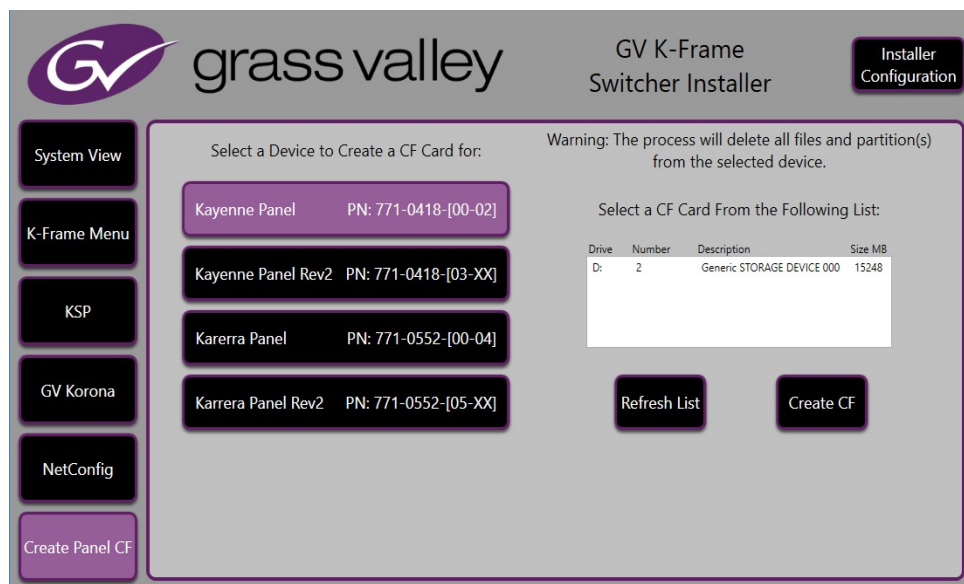 GV grass valley
GV K-Frame
Switcher Installer
Installer
Configuration
System View
K-Frame Menu
KSP
GV Korona
NetConfig
Create Panel CF
Select a Device to Create a CF Card for:
Kayenne Panel PN: 771-0418-[00-02]
Kayenne Panel Rev2 PN: 771-0418-[03-XX]
Karerra Panel PN: 771-0552-[00-04]
Karrera Panel Rev2 PN: 771-0552-[05-XX]
Warning: The process will delete all files and partition(s)
from the selected device.
Select a CF Card From the Following List:
Drive Number Description Size MB
D: 2 Generic STORAGE DEVICE 000 15248
Refresh List
Create CF